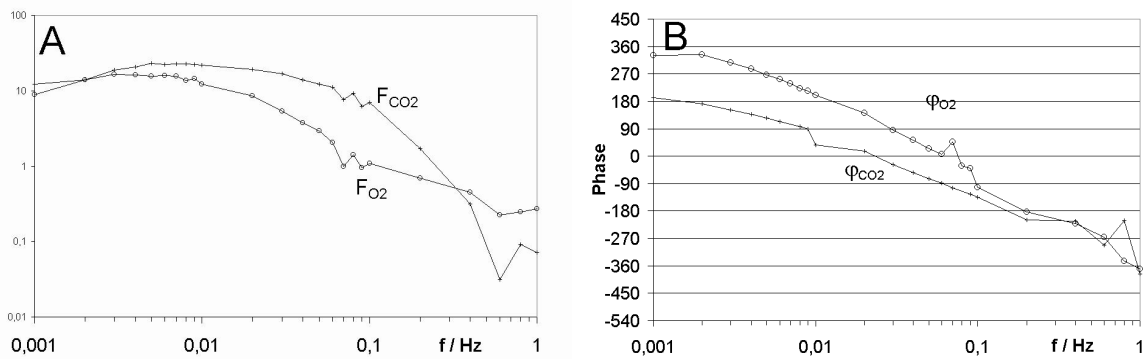 A
100
10
1
0,1
0,01
F_CO2
F_O2
0,001
0,01
0,1
f / Hz
1
B
Phase
450
360
270
180
90
0
-90
-180
-270
-360
-450
-540
φ_O2
φ_CO2
0,001
0,01
0,1
f / Hz
1